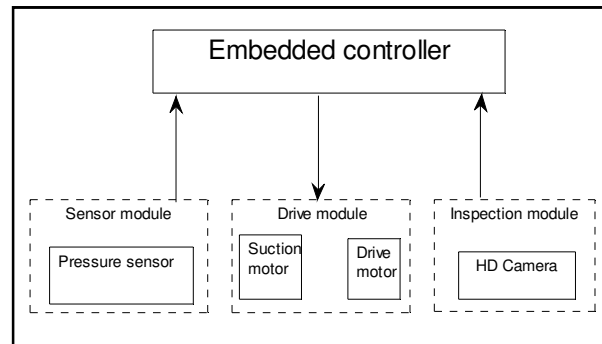 Embedded controller
Sensor module
Pressure sensor
Drive module
Suction
motor
Drive
motor
Inspection module
HD Camera